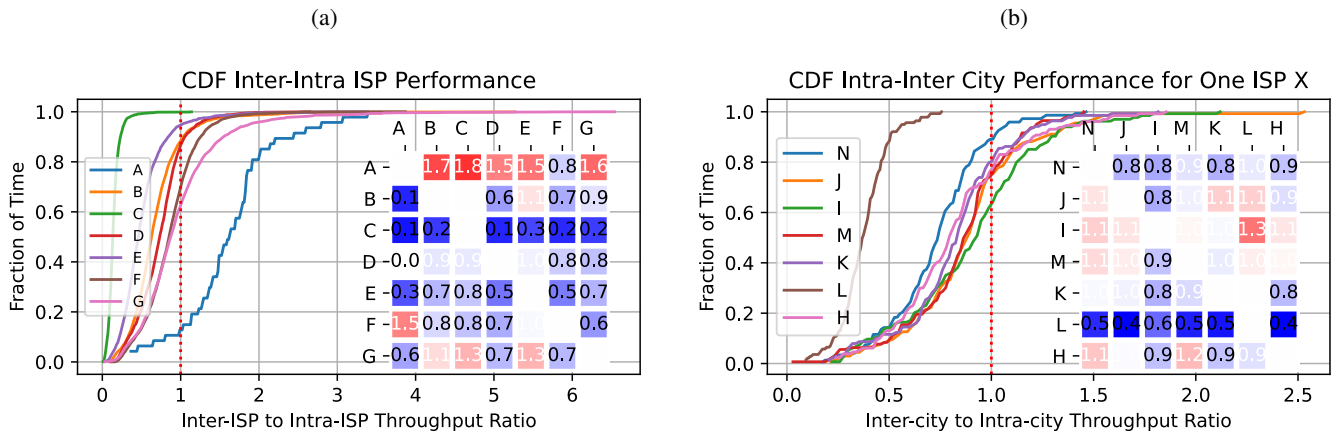 (a)
(b)
CDF Inter-Intra ISP Performance
Fraction of Time
1.0
0.8
0.6
0.4
0.2
0.0
A
B
C
D
E
F
G
A B C D E F G
A 1.7 1.8 1.5 1.5 0.8 1.6
B 0.1 0.6 1.1 0.7 0.9
C 0.1 0.2 0.1 0.3 0.2 0.2
D 0.0 0.9 0.9 1.0 0.8 0.8
E 0.3 0.7 0.8 0.5 0.5 0.7
F 1.5 0.8 0.8 0.7 1.0 0.6
G 0.6 1.1 1.3 0.7 1.3 0.7
0 1 2 3 4 5 6
Inter-ISP to Intra-ISP Throughput Ratio
CDF Intra-Inter City Performance for One ISP X
Fraction of Time
1.0
0.8
0.6
0.4
0.2
0.0
N
J
I
M
K
L
H
N J I M K L H
N 0.8 0.8 0.9 0.8 1.0 0.9
J 1.1 0.8 1.0 1.1 1.1 0.9
I 1.1 1.1 1.0 1.0 1.3 1.1
M 1.1 1.0 0.9 1.0 1.0
K 1.0 1.0 0.8 0.9 0.8
L 0.5 0.4 0.6 0.5 0.5 0.4
H 1.1 0.9 1.2 0.9 0.9
0.0 0.5 1.0 1.5 2.0 2.5
Inter-city to Intra-city Throughput Ratio